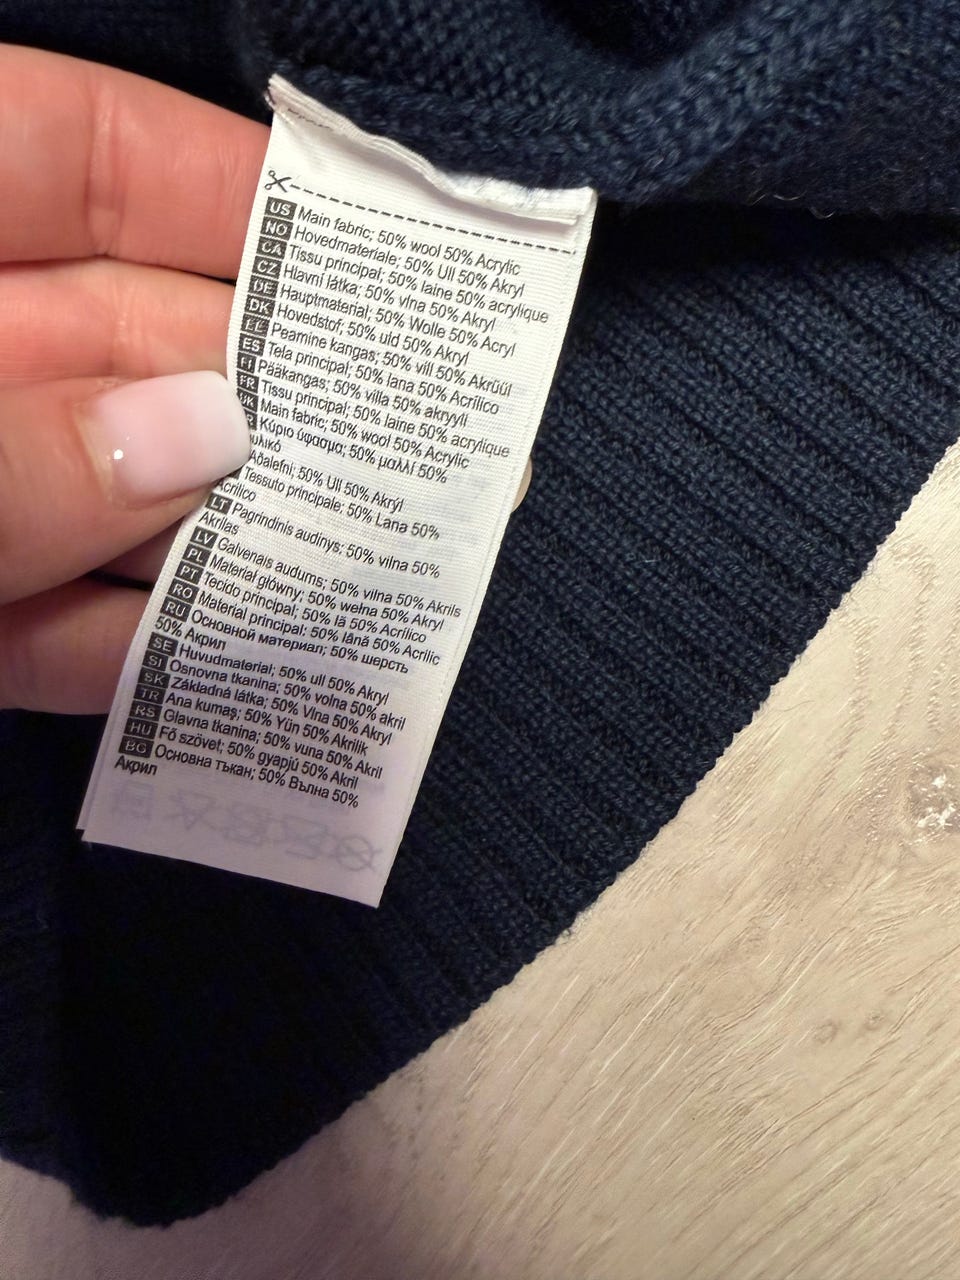 US Main fabric; 50% wool 50% Acrylic
NO Hovedmateriale; 50% Ull 50% Akryl
CA Tissu principal; 50% laine 50% acrylique
CZ Hlavní látka; 50% vlna 50% Akryl
DE Hauptmaterial; 50% Wolle 50% Acryl
DK Hovedstof; 50% uld 50% Akryl
EE Peamine kangas; 50% vill 50% Akrüül
ES Tela principal; 50% lana 50% Acrílico
FI Pääkangas; 50% villa 50% akryyli
FR Tissu principal; 50% laine 50% acrylique
UK Main fabric; 50% wool 50% Acrylic
Κύριο ύφασμα; 50% μαλλί 50%
υλικό
Aðalefni; 50% Ull 50% Akrýl
Tessuto principale; 50% Lana 50%
Acrilico
LT Pagrindinis audinys; 50% vilna 50%
Akrilas
LV Galvenais audums; 50% vilna 50% Akrils
PL Materiał główny; 50% wełna 50% Akryl
PT Tecido principal; 50% lã 50% Acrílico
RO Material principal; 50% lână 50% Acrilic
RU Основной материал; 50% шерсть
50% Акрил
SE Huvudmaterial; 50% ull 50% Akryl
SI Osnovna tkanina; 50% volna 50% akril
SK Základná látka; 50% Vlna 50% Akryl
TR Ana kumaş; 50% Yün 50% Akrilik
RS Glavna tkanina; 50% vuna 50% Akril
HU Fő szövet; 50% gyapjú 50% Akril
BG Основна тъкан; 50% Вълна 50%
Акрил